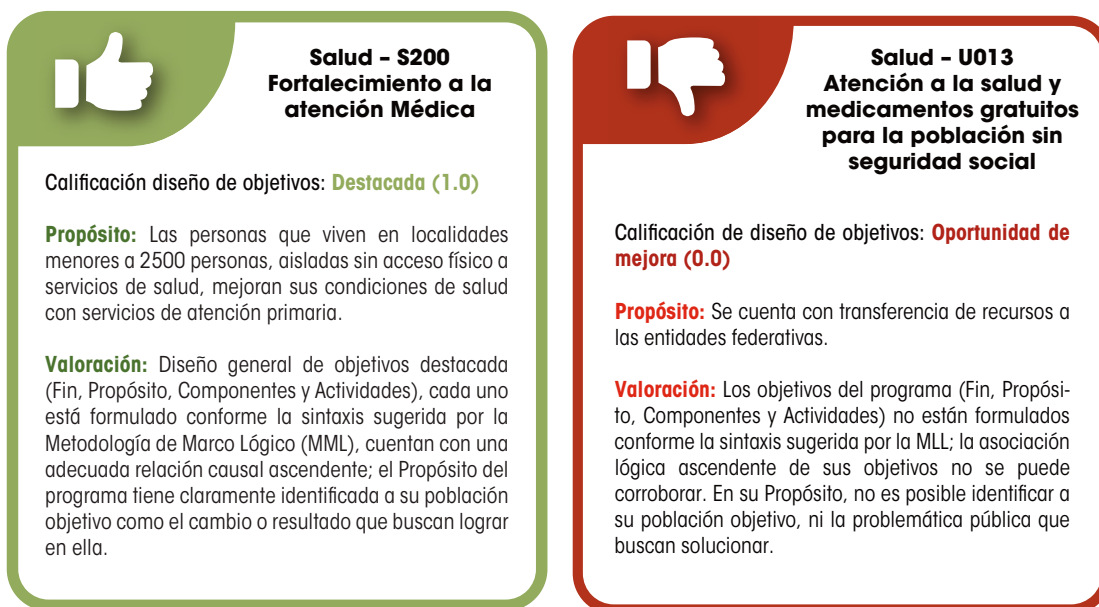 Salud – S200
Fortalecimiento a la
atención Médica
Calificación diseño de objetivos: Destacada (1.0)
Propósito: Las personas que viven en localidades
menores a 2500 personas, aisladas sin acceso físico a
servicios de salud, mejoran sus condiciones de salud
con servicios de atención primaria.
Valoración: Diseño general de objetivos destacada
(Fin, Propósito, Componentes y Actividades), cada uno
está formulado conforme la sintaxis sugerida por la
Metodología de Marco Lógico (MML), cuentan con una
adecuada relación causal ascendente; el Propósito del
programa tiene claramente identificada a su población
objetivo como el cambio o resultado que buscan lograr
en ella.
Salud – U013
Atención a la salud y
medicamentos gratuitos
para la población sin
seguridad social
Calificación de diseño de objetivos: Oportunidad de
mejora (0.0)
Propósito: Se cuenta con transferencia de recursos a
las entidades federativas.
Valoración: Los objetivos del programa (Fin, Propósi-
to, Componentes y Actividades) no están formulados
conforme la sintaxis sugerida por la MLL; la asociación
lógica ascendente de sus objetivos no se puede
corroborar. En su Propósito, no es posible identificar a
su población objetivo, ni la problemática pública que
buscan solucionar.